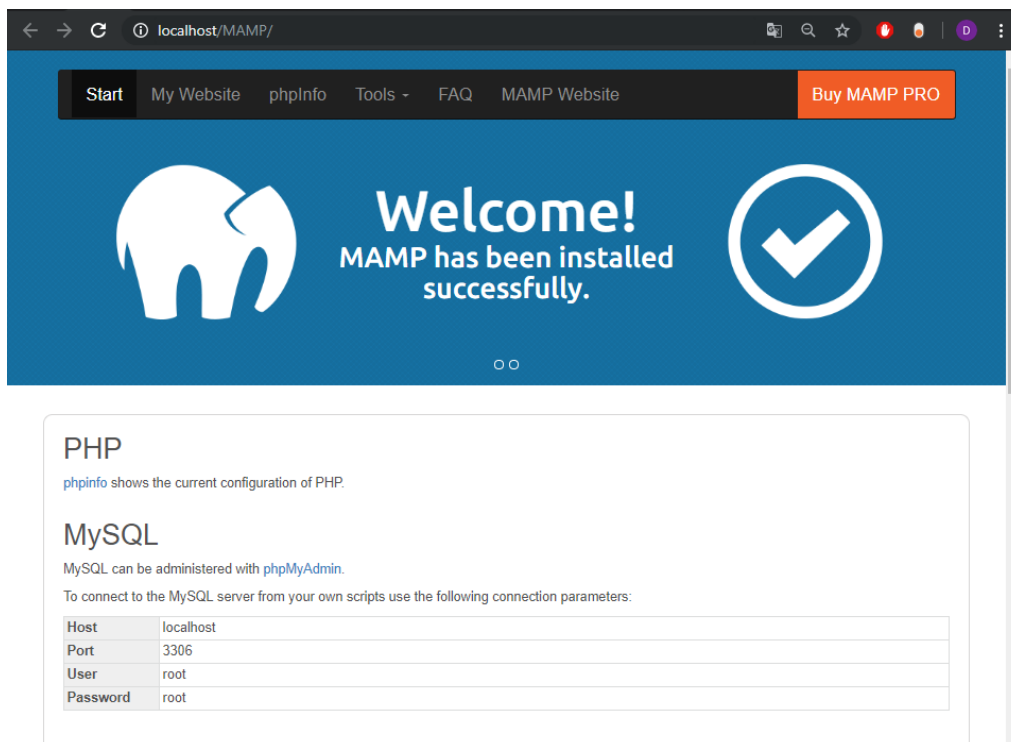 localhost/MAMP/
D
Start My Website phpInfo Tools FAQ MAMP Website Buy MAMP PRO
Welcome!
MAMP has been installed
successfully.
PHP
phpinfo shows the current configuration of PHP.
MySQL
MySQL can be administered with phpMyAdmin.
To connect to the MySQL server from your own scripts use the following connection parameters:
Host localhost
Port 3306
User root
Password root